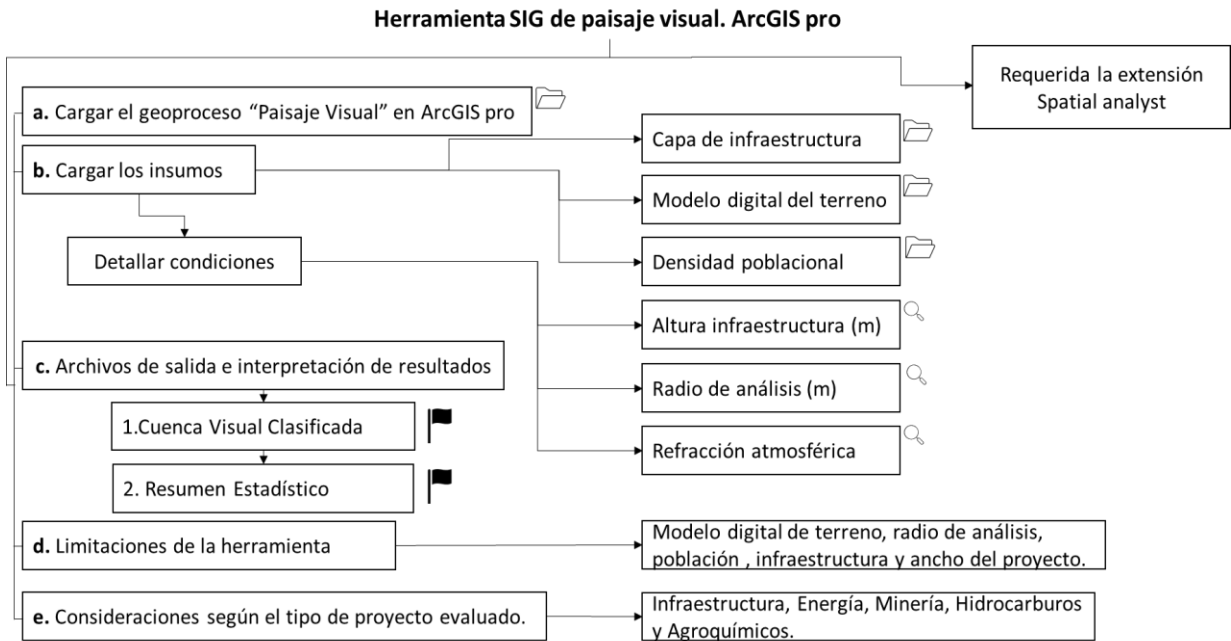 Herramienta SIG de paisaje visual. ArcGIS pro
Requerida la extensión
Spatial analyst
a. Cargar el geoproceso “Paisaje Visual” en ArcGIS pro
b. Cargar los insumos
Capa de infraestructura
Modelo digital del terreno
Densidad poblacional
Detallar condiciones
Altura infraestructura (m)
Radio de análisis (m)
Refracción atmosférica
c. Archivos de salida e interpretación de resultados
1.Cuenca Visual Clasificada
2. Resumen Estadístico
d. Limitaciones de la herramienta
Modelo digital de terreno, radio de análisis,
población , infraestructura y ancho del proyecto.
e. Consideraciones según el tipo de proyecto evaluado.
Infraestructura, Energía, Minería, Hidrocarburos
y Agroquímicos.